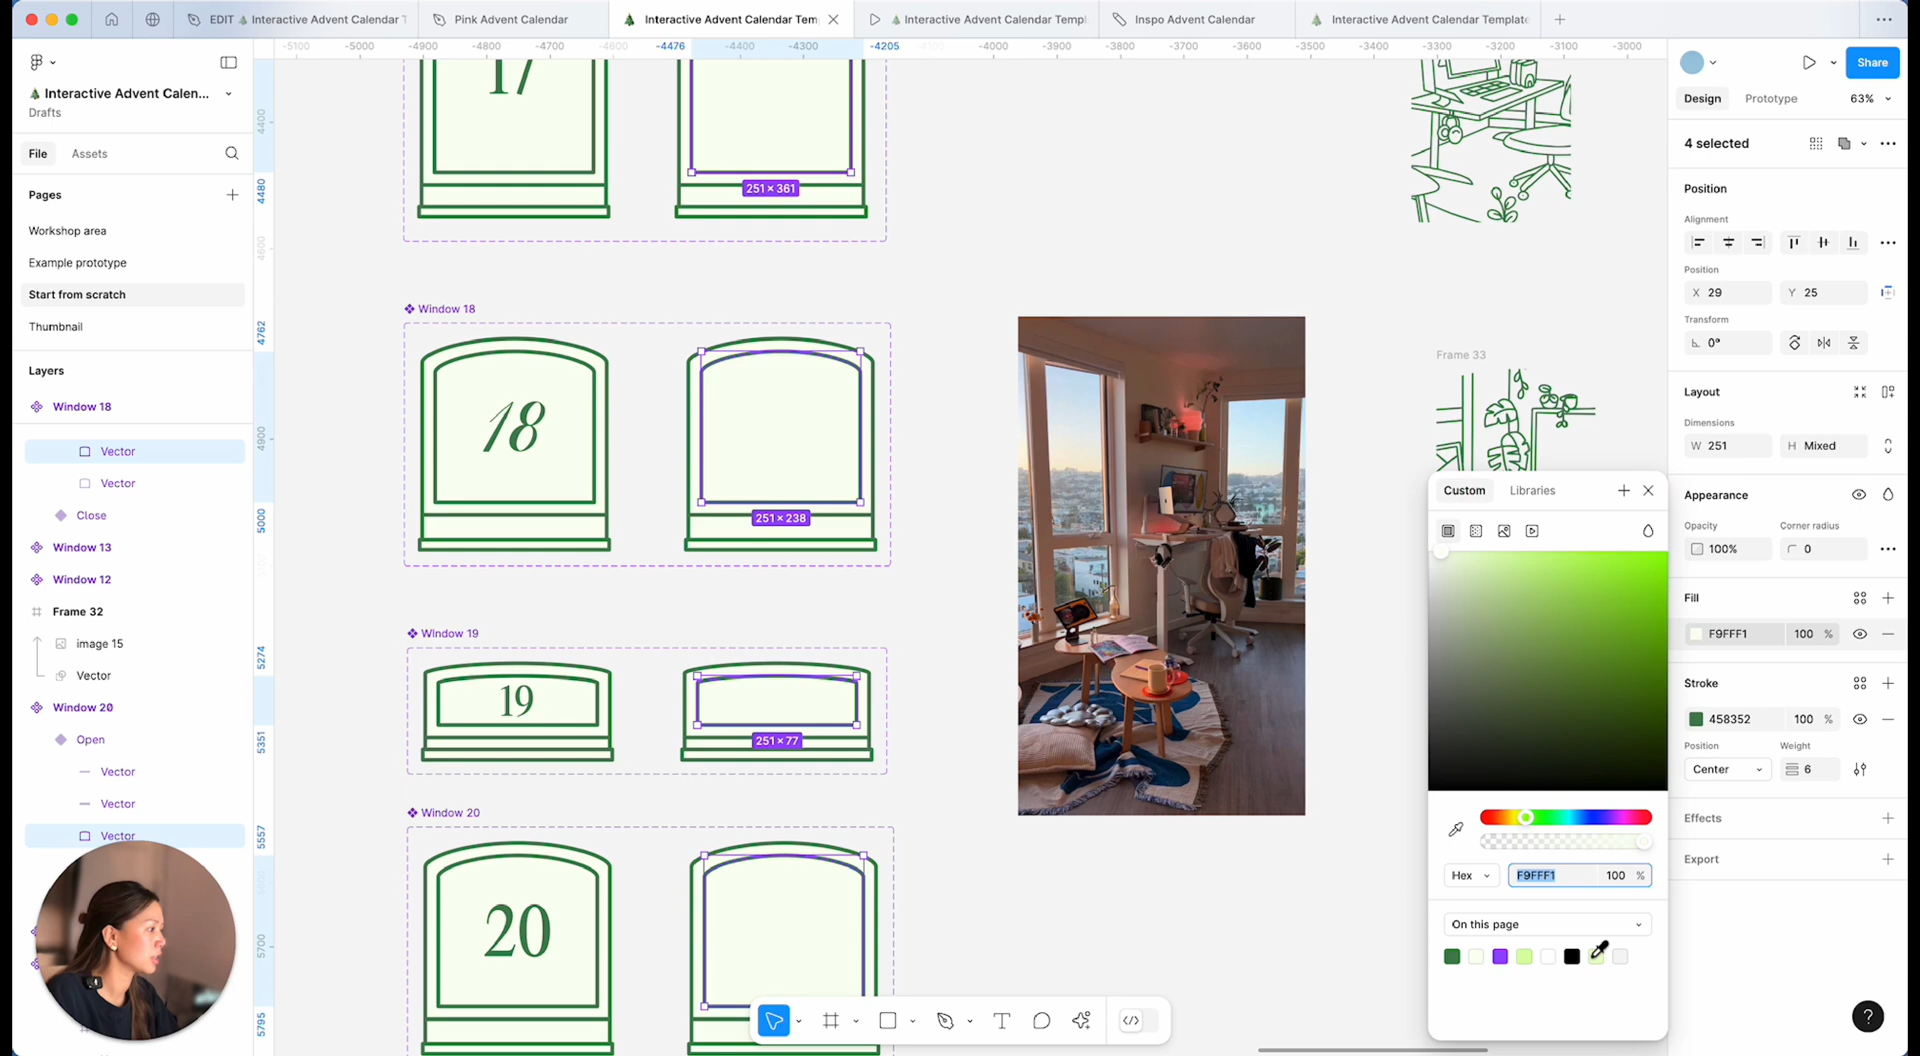 EDIT 🎄 Interactive Advent Calendar T
Pink Advent Calendar
🎄 Interactive Advent Calendar Tem
🎄 Interactive Advent Calendar Templ
Inspo Advent Calendar
🎄 Interactive Advent Calendar Template
-5100
-5000
-4900
-4800
-4700
-4600
-4476
-4400
-4300
-4205
-4000
-3900
-3800
-3700
-3600
-3500
-3400
-3300
-3200
-3100
-3000
🎄 Interactive Advent Calen...
Drafts
File
Assets
Pages
Workshop area
Example prototype
Start from scratch
Thumbnail
Layers
Window 18
Vector
Vector
Close
Window 13
Window 12
Frame 32
image 15
Vector
Window 20
Open
Vector
Vector
Vector
4400
4480
4600
4762
4900
5000
5274
5351
5557
5700
5795
17
251 × 361
Window 18
18
251 × 238
WIndow 19
19
251 × 77
Window 20
20
Frame 33
Custom
Libraries
Hex
F9FFF1
100 %
On this page
Share
Design
Prototype
63%
4 selected
Position
Alignment
Position
X 29
Y 25
Transform
0°
Layout
Dimensions
W 251
H Mixed
Appearance
Opacity
Corner radius
100%
0
Fill
F9FFF1
100 %
Stroke
458352
100 %
Position
Weight
Center
6
Effects
Export
?